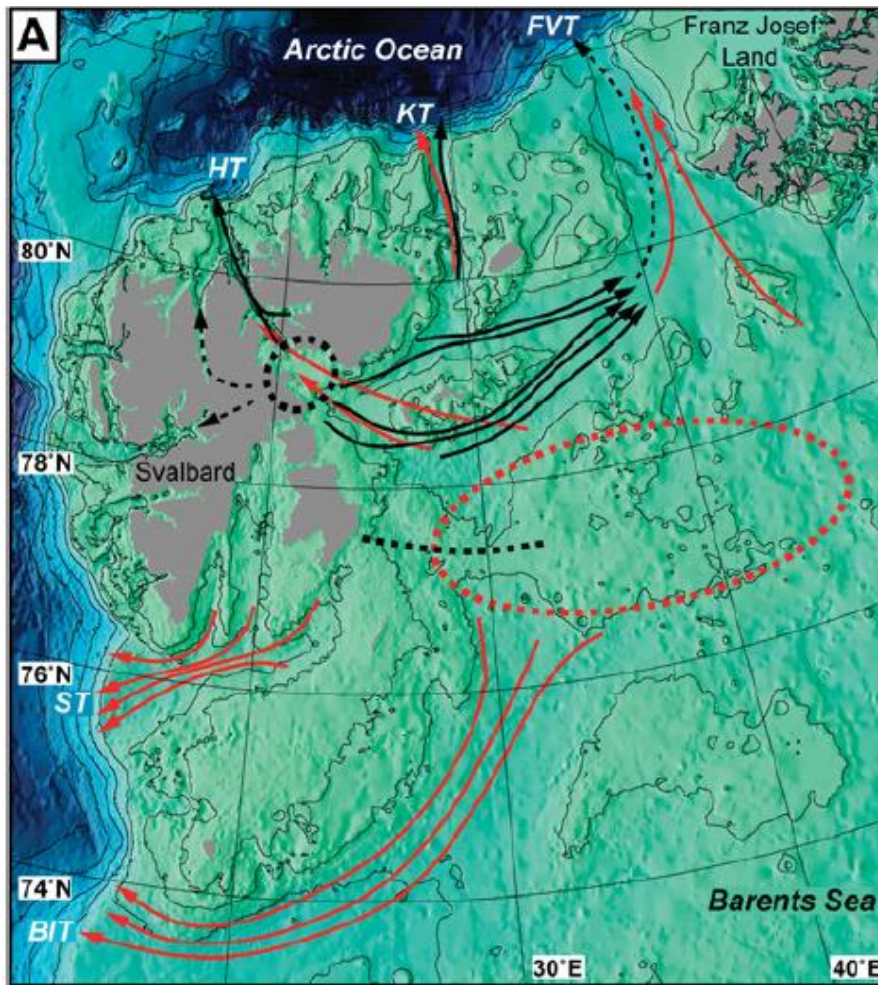 A
Arctic Ocean
FVT
Franz Josef
Land
KT
HT
80°N
78°N
Svalbard
76°N
ST
74°N
BIT
Barents Sea
30°E
40°E